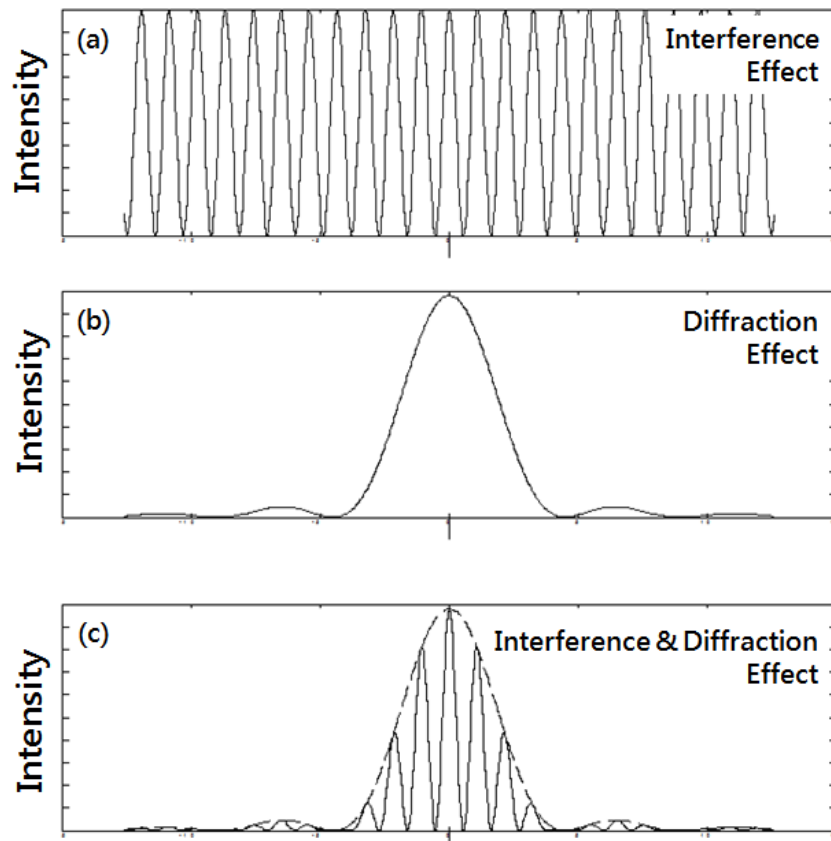 (a)
Interference
Effect
Intensity
(b)
Diffraction
Effect
Intensity
(c)
Interference & Diffraction
Effect
Intensity